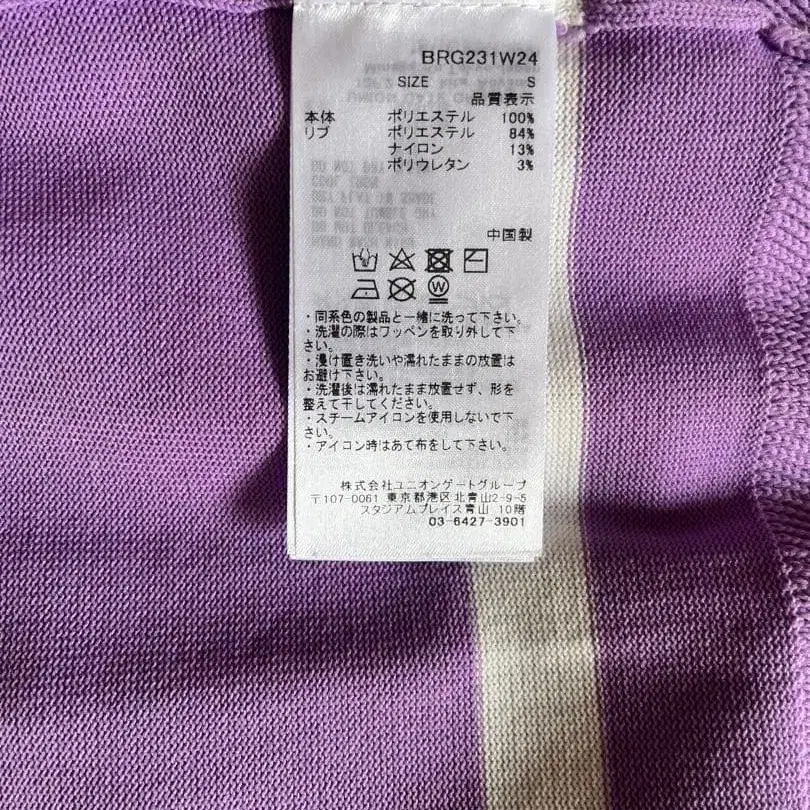 BRG231W24
SIZE S
品質表示
本体 ポリエステル 100%
リブ ポリエステル 84%
ナイロン 13%
ポリウレタン 3%
中国製
W
・同系色の製品と一緒に洗って下さい。
・洗濯の際はワッペンを取り外して下
さい。
・浸け置き洗いや濡れたままの放置は
お避け下さい。
・洗濯後は濡れたまま放置せず、形を
整えて干してください。
・スチームアイロンを使用しないで下
さい。
・アイロン時はあて布をして下さい。
株式会社ユニオンゲートグループ
〒107-0061 東京都港区北青山2-9-5
スタジアムプレイス青山 10階
03-6427-3901